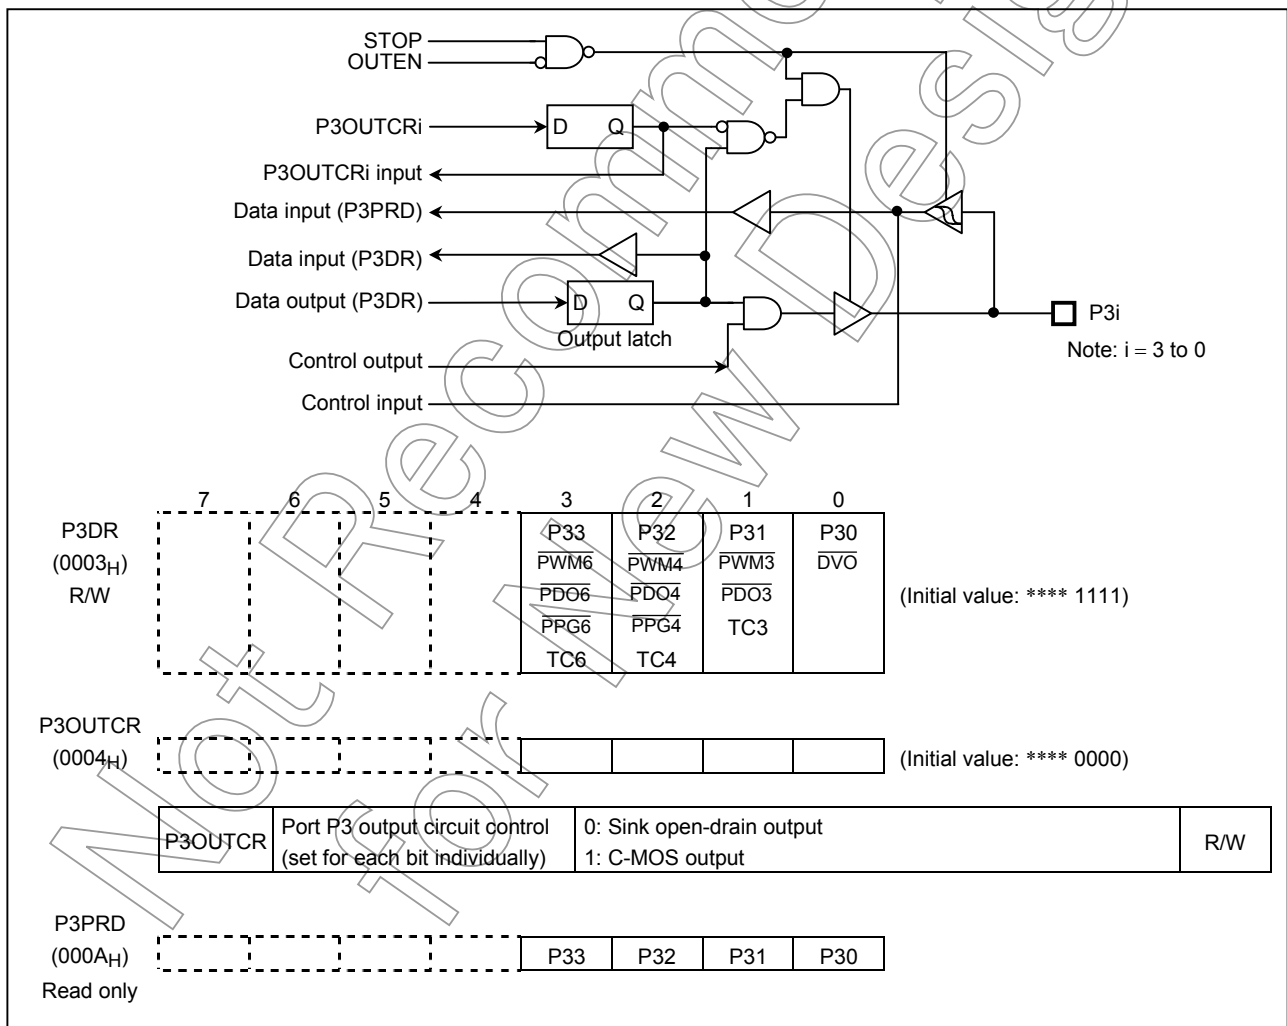 STOP
OUTEN
P3OUTCRi
D Q
P3OUTCRi input
Data input (P3PRD)
Data input (P3DR)
Data output (P3DR)
D Q
Output latch
P3i
Note: i = 3 to 0
Control output
Control input
7 6 5 4 3 2 1 0
P3DR
(0003H)
R/W
P33
PWM6
PDO6
PPG6
TC6
P32
PWM4
PDO4
PPG4
TC4
P31
PWM3
PDO3
TC3
P30
DVO
(Initial value: **** 1111)
P3OUTCR
(0004H)
(Initial value: **** 0000)
P3OUTCR
Port P3 output circuit control
(set for each bit individually)
0: Sink open-drain output
1: C-MOS output
R/W
P3PRD
(000AH)
Read only
P33 P32 P31 P30
Not Recommended
for New Design